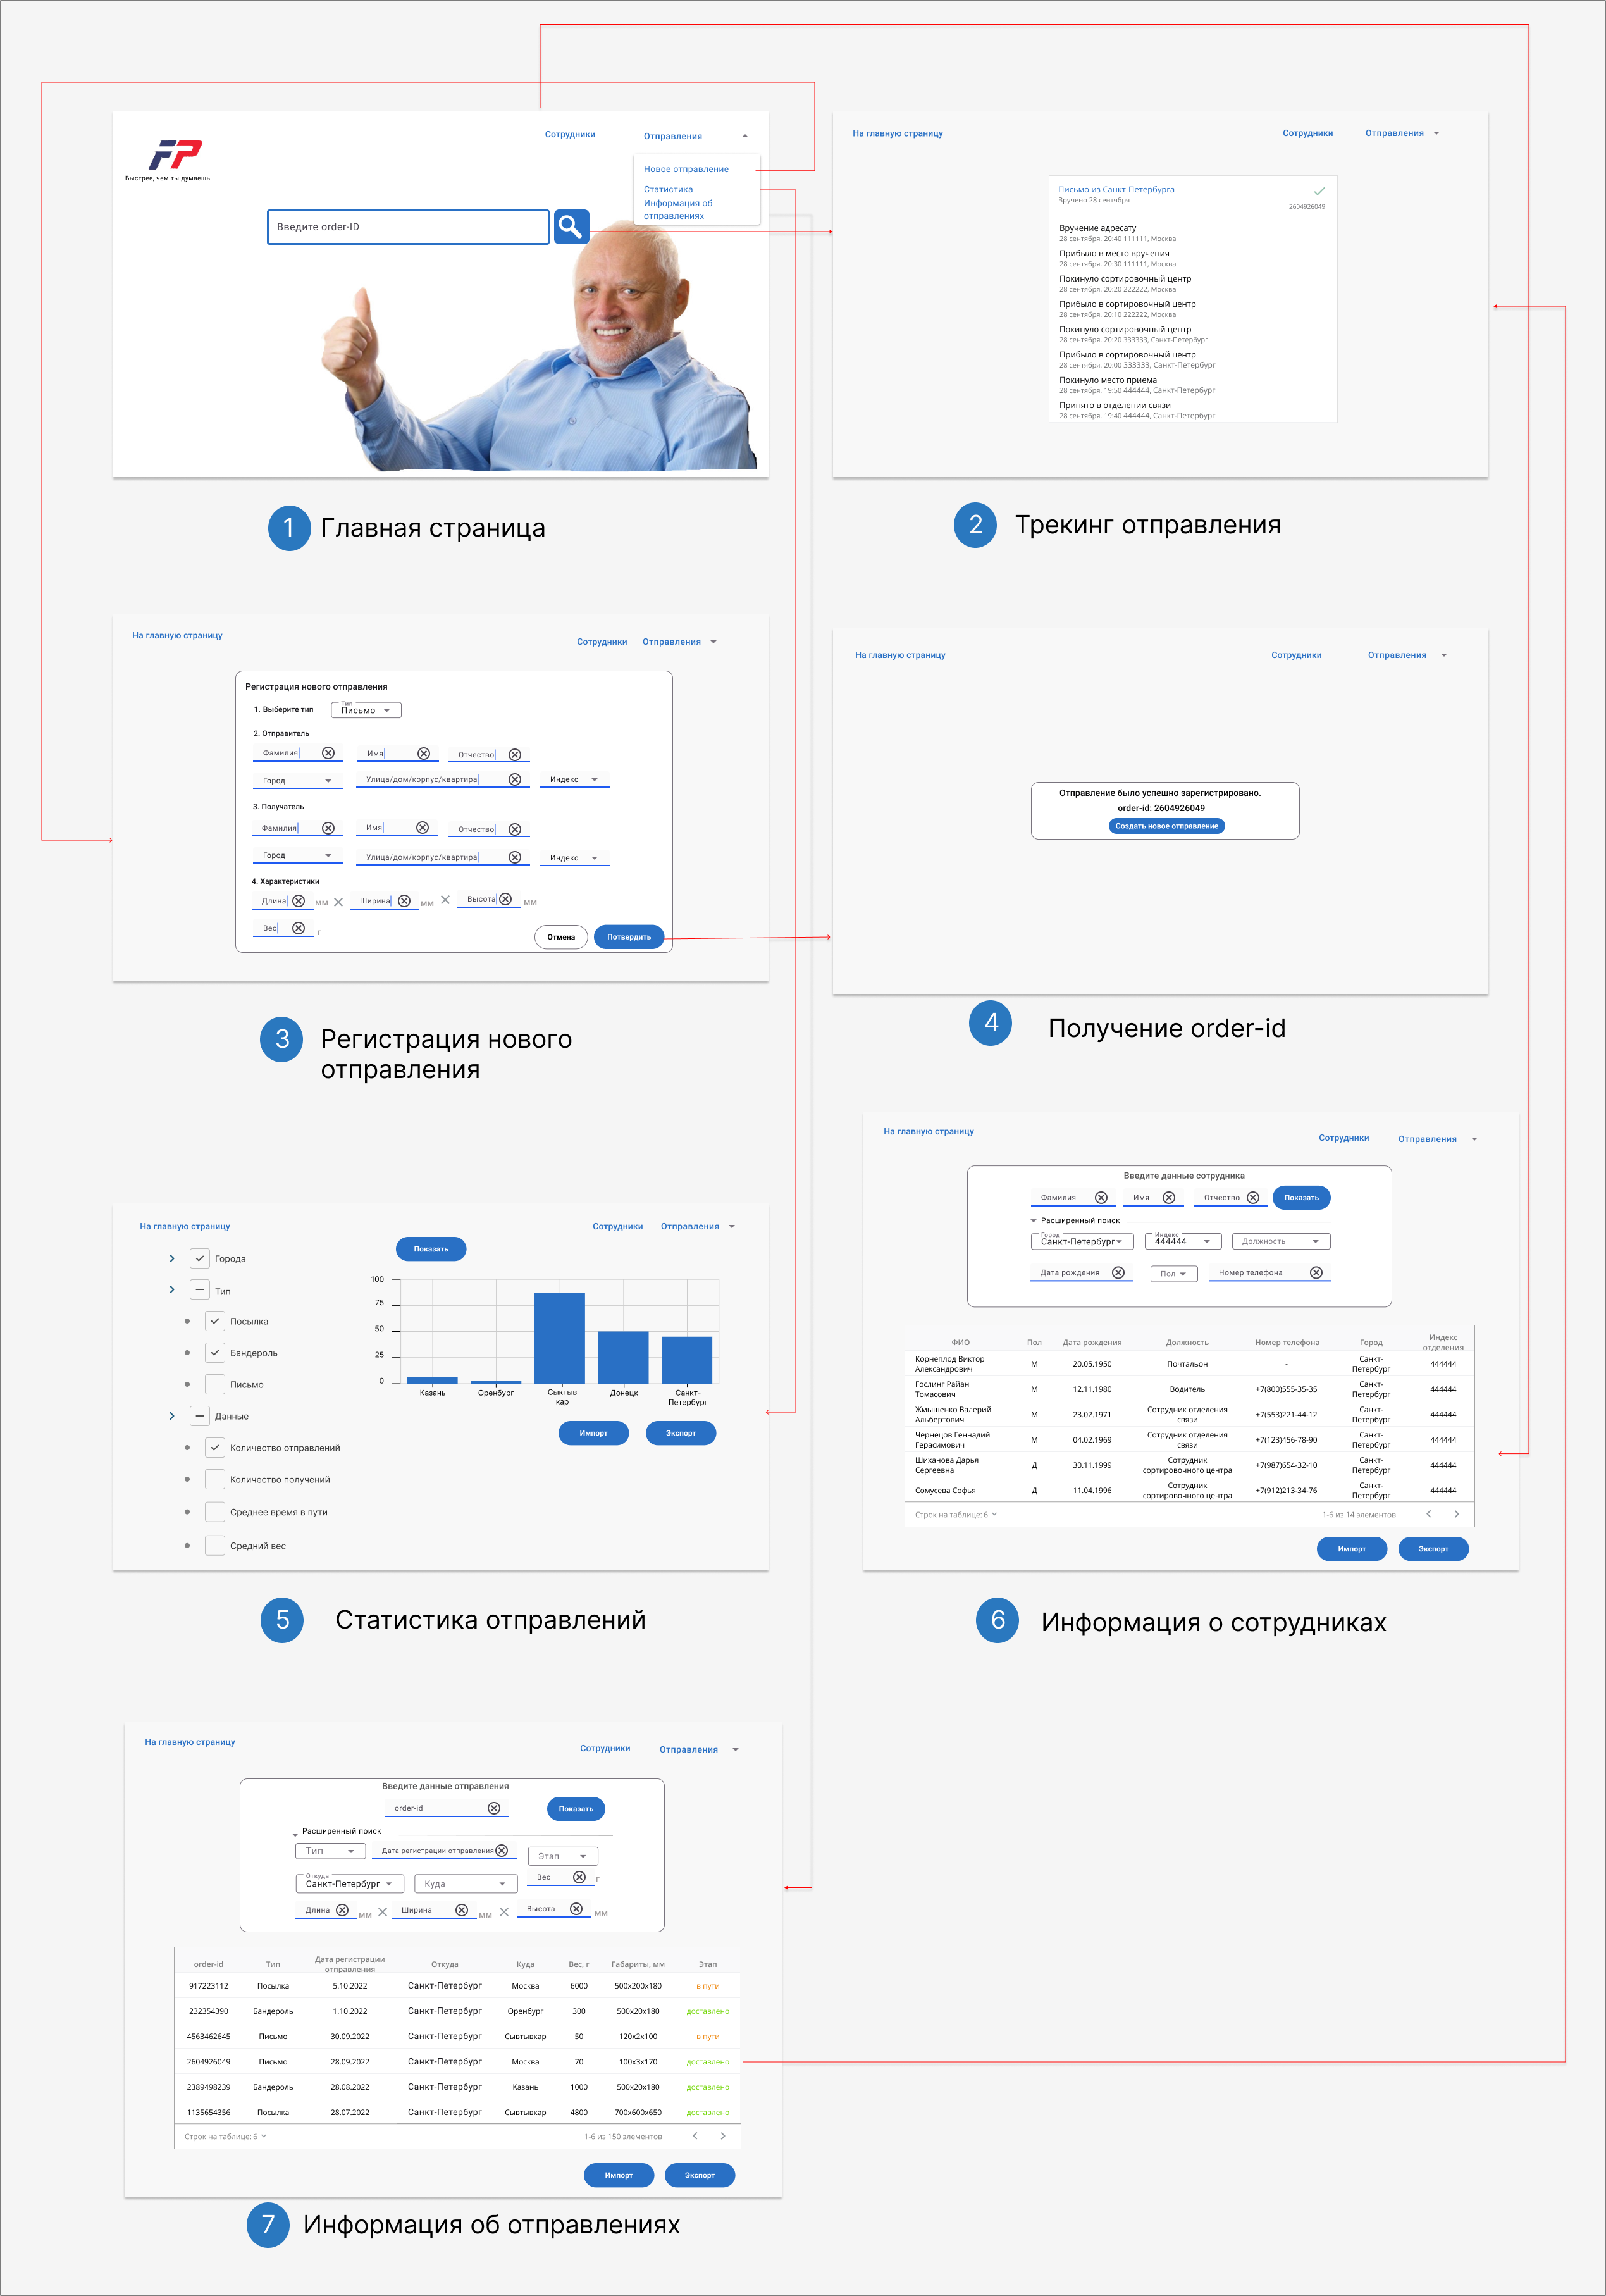 Сотрудники
Отправления
FP
Быстрее, чем ты думаешь
Новое отправление
Статистика
Информация об
отправлениях
Введите order-ID
1 Главная страница
На главную страницу
Сотрудники
Отправления
Письмо из Санкт-Петербурга
Вручено 28 сентября
2604926049
Вручение адресату
28 сентября, 20:40 111111, Москва
Прибыло в место вручения
28 сентября, 20:30 111111, Москва
Покинуло сортировочный центр
28 сентября, 20:20 222222, Москва
Прибыло в сортировочный центр
28 сентября, 20:10 222222, Москва
Покинуло сортировочный центр
28 сентября, 20:20 333333, Санкт-Петербург
Прибыло в сортировочный центр
28 сентября, 20:00 333333, Санкт-Петербург
Покинуло место приема
28 сентября, 19:50 444444, Санкт-Петербург
Принято в отделении связи
28 сентября, 19:40 444444, Санкт-Петербург
2 Трекинг отправления
На главную страницу
Сотрудники
Отправления
Регистрация нового отправления
1. Выберите тип
Тип
Письмо
2. Отправитель
Фамилия Имя Отчество
Город Улица/дом/корпус/квартира Индекс
3. Получатель
Фамилия Имя Отчество
Город Улица/дом/корпус/квартира Индекс
4. Характеристики
Длина мм Ширина мм Высота мм
Вес г
Отмена Потвердить
3 Регистрация нового
отправления
На главную страницу
Сотрудники
Отправления
Отправление было успешно зарегистрировано.
order-id: 2604926049
Создать новое отправление
4 Получение order-id
На главную страницу
Сотрудники
Отправления
Показать
Города
Тип
Посылка
Бандероль
Письмо
Данные
Количество отправлений
Количество получений
Среднее время в пути
Средний вес
100
75
50
25
0
Казань
Оренбург
Сыктыв
кар
Донецк
Санкт-
Петербург
Импорт Экспорт
5 Статистика отправлений
На главную страницу
Сотрудники
Отправления
Введите данные сотрудника
Фамилия Имя Отчество Показать
Расширенный поиск
Город
Санкт-Петербург
Индекс
444444
Должность
Дата рождения Пол Номер телефона
ФИО Пол Дата рождения Должность Номер телефона Город Индекс
отделения
Корнеплод Виктор
Александрович М 20.05.1950 Почтальон - Санкт-
Петербург 444444
Гослинг Райан
Томасович М 12.11.1980 Водитель +7(800)555-35-35 Санкт-
Петербург 444444
Жмышенко Валерий
Альбертович М 23.02.1971 Сотрудник отделения
связи +7(553)221-44-12 Санкт-
Петербург 444444
Чернецов Геннадий
Герасимович М 04.02.1969 Сотрудник отделения
связи +7(123)456-78-90 Санкт-
Петербург 444444
Шиханова Дарья
Сергеевна Д 30.11.1999 Сотрудник
сортировочного центра +7(987)654-32-10 Санкт-
Петербург 444444
Сомусева Софья Д 11.04.1996 Сотрудник
сортировочного центра +7(912)213-34-76 Санкт-
Петербург 444444
Строк на таблице: 6
1-6 из 14 элементов
Импорт Экспорт
6 Информация о сотрудниках
На главную страницу
Сотрудники
Отправления
Введите данные отправления
order-id Показать
Расширенный поиск
Тип Дата регистрации отправления Этап
Откуда
Санкт-Петербург
Куда
Вес г
Длина мм Ширина мм Высота мм
order-id Тип Дата регистрации
отправления Откуда Куда Вес, г Габариты, мм Этап
917223112 Посылка 5.10.2022 Санкт-Петербург Москва 6000 500x200x180 в пути
232354390 Бандероль 1.10.2022 Санкт-Петербург Оренбург 300 500x20x180 доставлено
4563462645 Письмо 30.09.2022 Санкт-Петербург Сывтывкар 50 120x2x100 в пути
2604926049 Письмо 28.09.2022 Санкт-Петербург Москва 70 100x3x170 доставлено
2389498239 Бандероль 28.08.2022 Санкт-Петербург Казань 1000 500x20x180 доставлено
1135654356 Посылка 28.07.2022 Санкт-Петербург Сывтывкар 4800 700x600x650 доставлено
Строк на таблице: 6
1-6 из 150 элементов
Импорт Экспорт
7 Информация об отправлениях